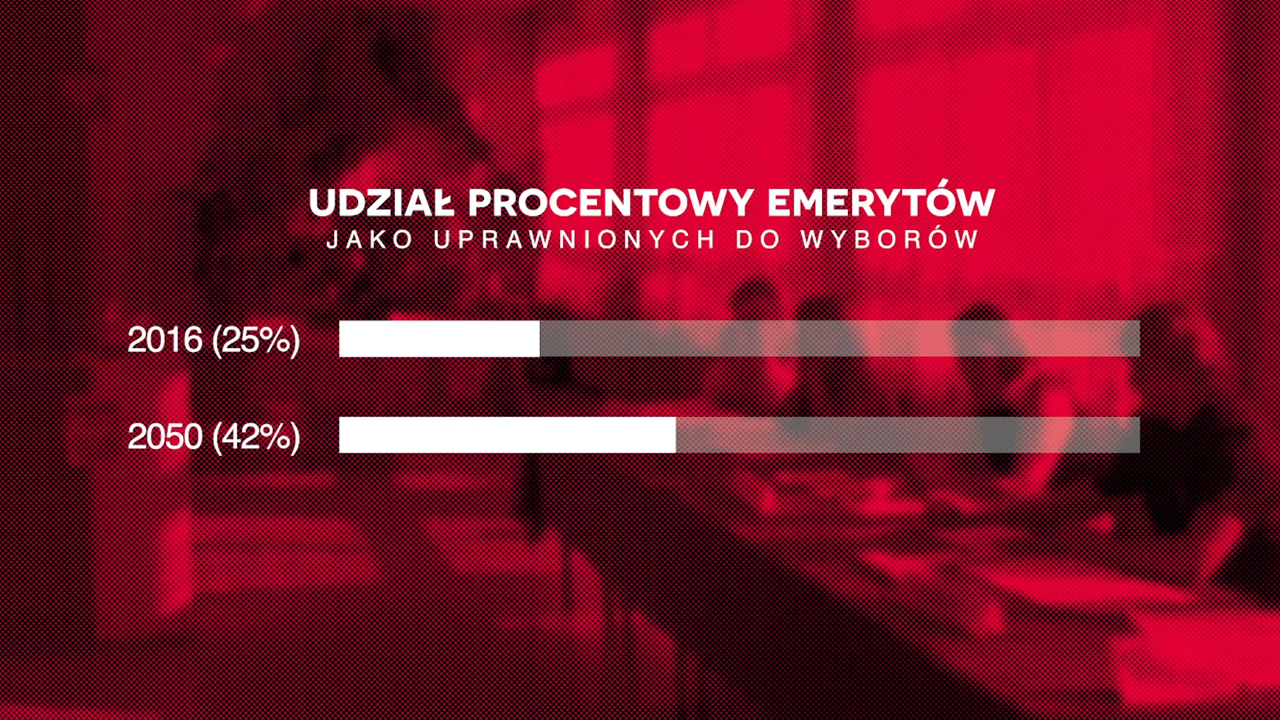 UDZIAŁ PROCENTOWY EMERYTÓW
JAKO UPRAWNIONYCH DO WYBORÓW
2016 (25%)
2050 (42%)